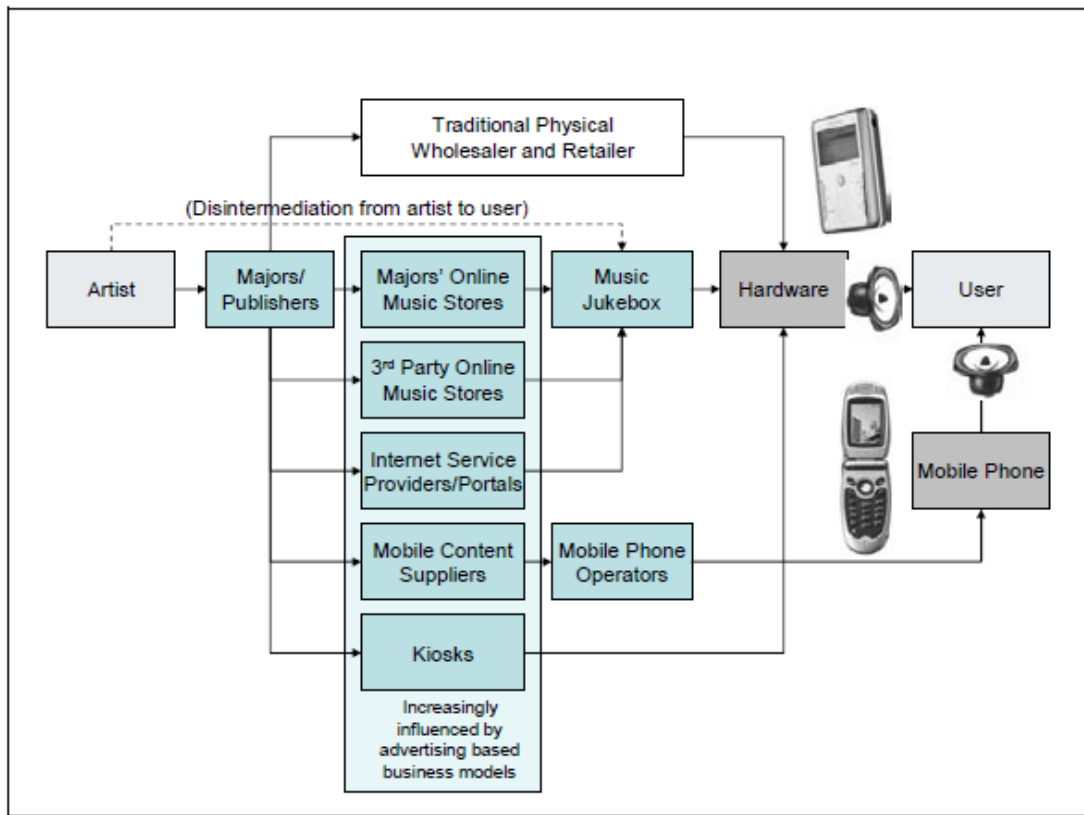 Traditional Physical
Wholesaler and Retailer
(Disintermediation from artist to user)
Artist
Majors/
Publishers
Majors' Online
Music Stores
Music
Jukebox
Hardware
User
3rd Party Online
Music Stores
Internet Service
Providers/Portals
Mobile Phone
Mobile Content
Suppliers
Mobile Phone
Operators
Kiosks
Increasingly
influenced by
advertising based
business models